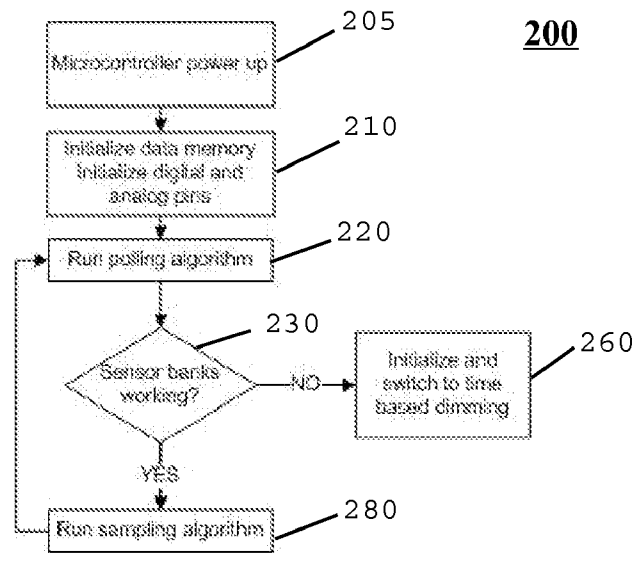 205
200
Microcontroller power up
210
Initialize data memory
Initialize digital and
analog pins
220
Run polling algorithm
230
260
Sensor banks
working?
NO
Initialize and
switch to time
based dimming
YES
280
Run sampling algorithm